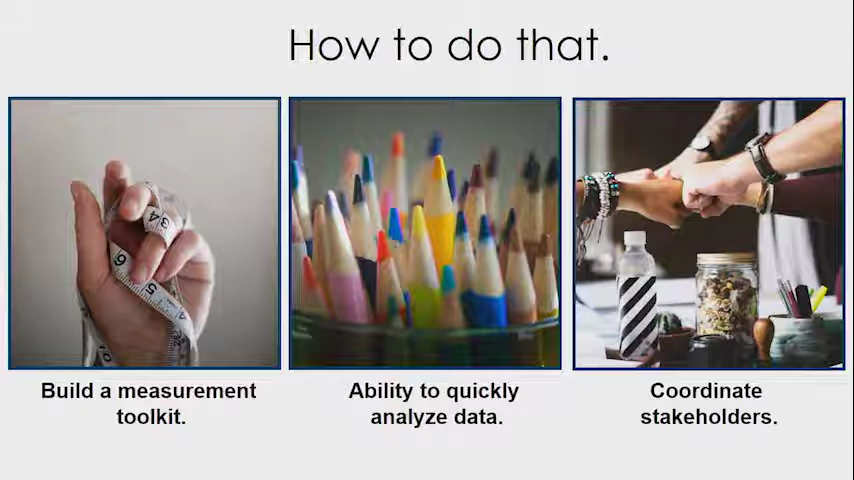 How to do that.
Build a measurement
toolkit.
Ability to quickly
analyze data.
Coordinate
stakeholders.